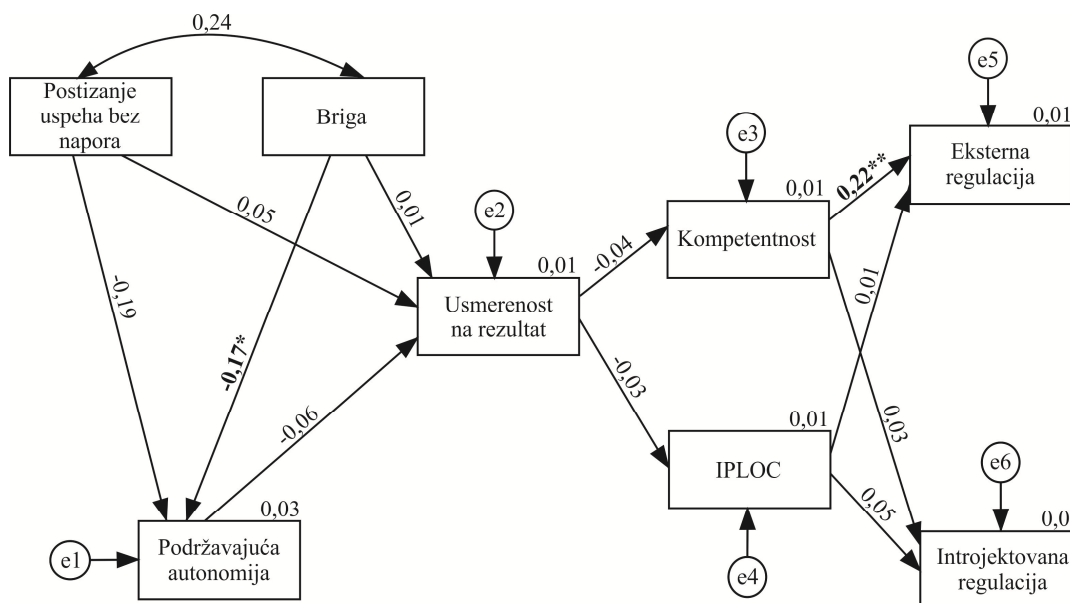 0,24
Postizanje
uspeha bez
napora
Briga
e5
0,01
Eksterna
regulacija
e3
0,01
Kompetentnost
0,22**
0,05
0,01
e2
0,01
Usmerenost
na rezultat
-0,04
-0,03
0,01
-0,19
-0,17*
-0,06
0,01
IPLOC
e4
0,03
0,05
e6
Introjektovana
regulacija
e1
0,03
Podržavajuća
autonomija